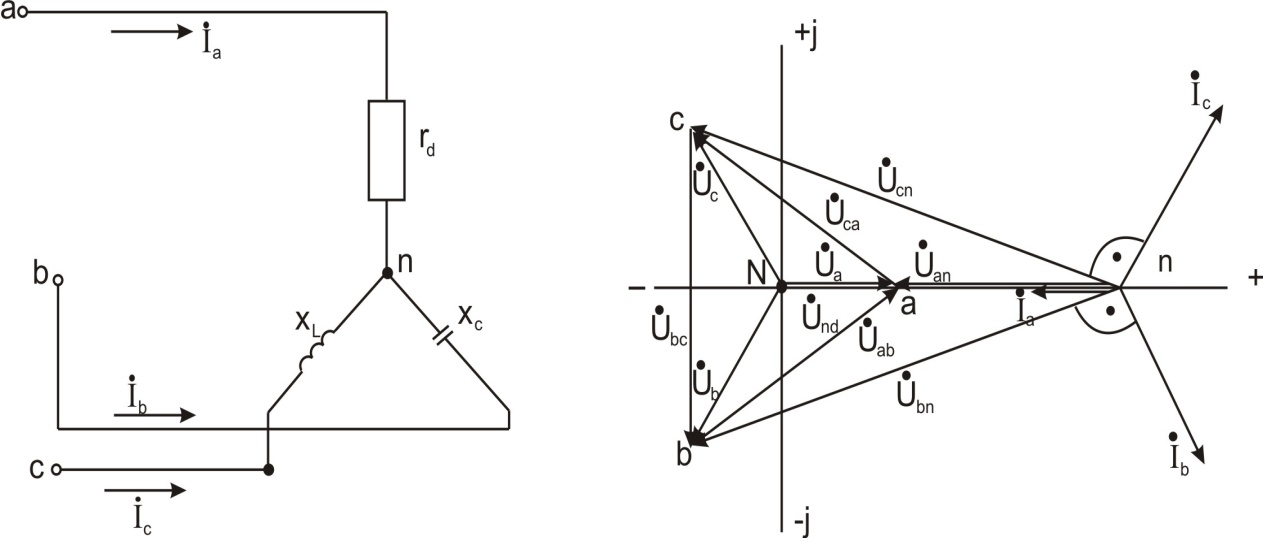 a
İa
rd
n
b
xL
xc
İb
c
İc
+j
İc
c
U̇c
U̇cn
U̇ca
N
U̇a
U̇an
n
+
–
a
İa
U̇nd
U̇bc
U̇ab
U̇b
U̇bn
b
İb
-j